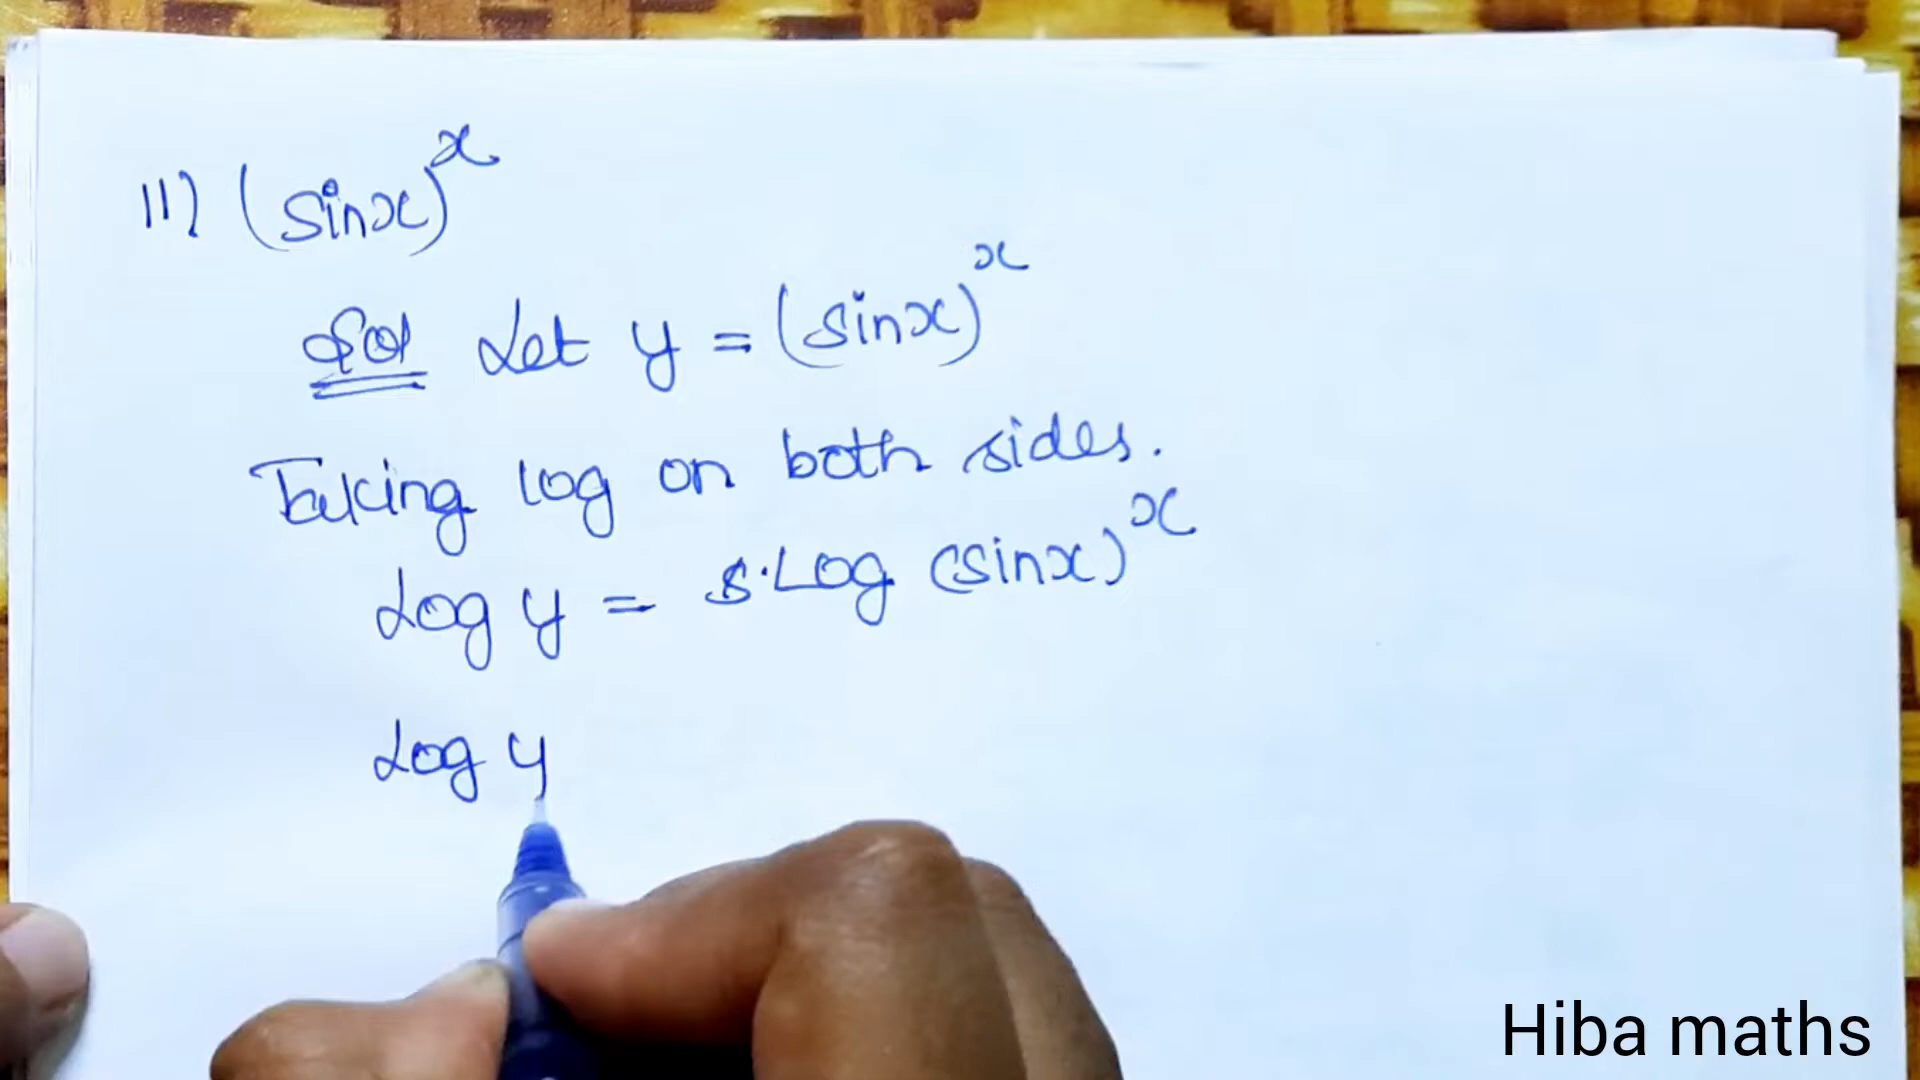 11) (sinx)^x
Sol Let y = (sinx)^x
Taking log on both sides.
Log y = s.Log (sinx)^x
Log y
Hiba maths